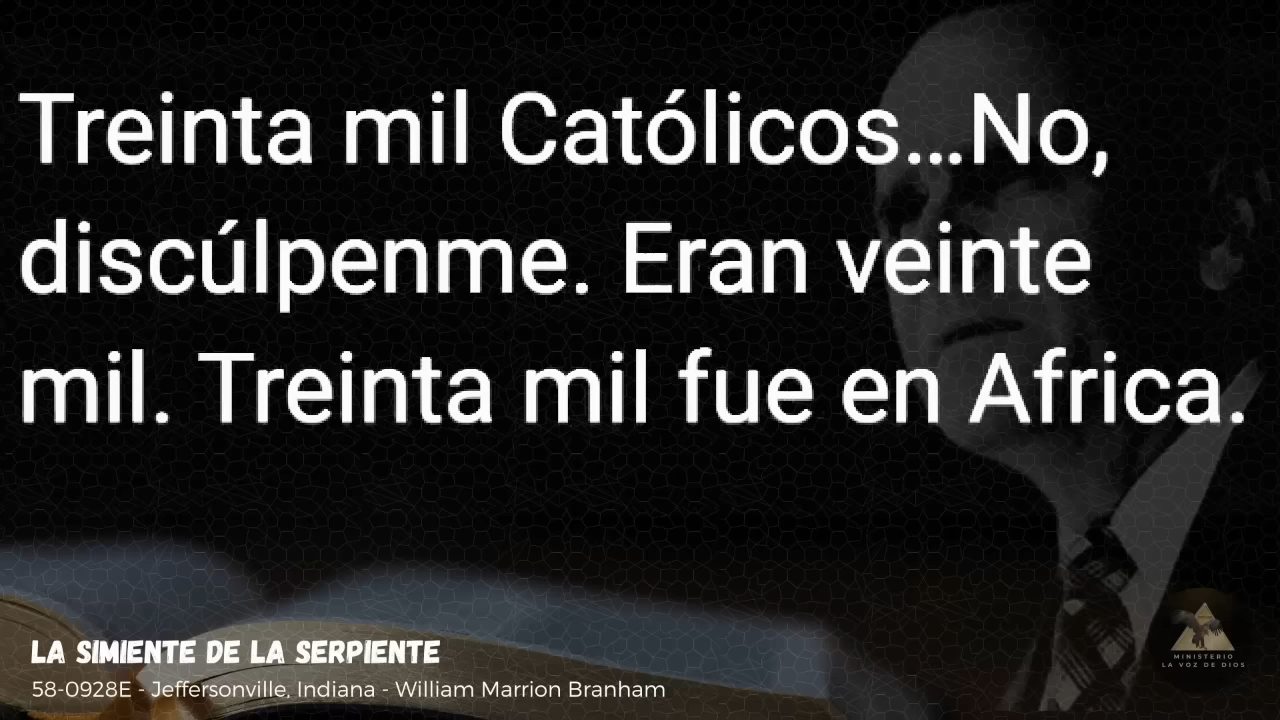 Treinta mil Católicos...No,
discúlpenme. Eran veinte
mil. Treinta mil fue en Africa.
LA SIMIENTE DE LA SERPIENTE
58-0928E - Jeffersonville, Indiana - William Marrion Branham
MINISTERIO
LA VOZ DE DIOS